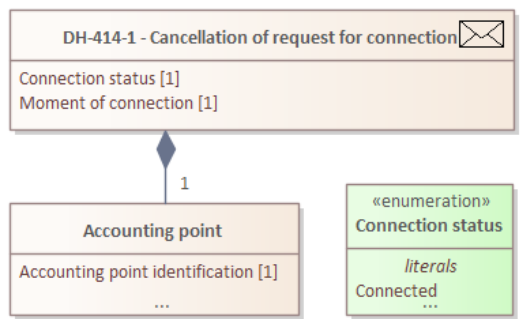 DH-414-1 - Cancellation of request for connection
Connection status [1]
Moment of connection [1]
1
Accounting point
Accounting point identification [1]
...
«enumeration»
Connection status
literals
Connected
...